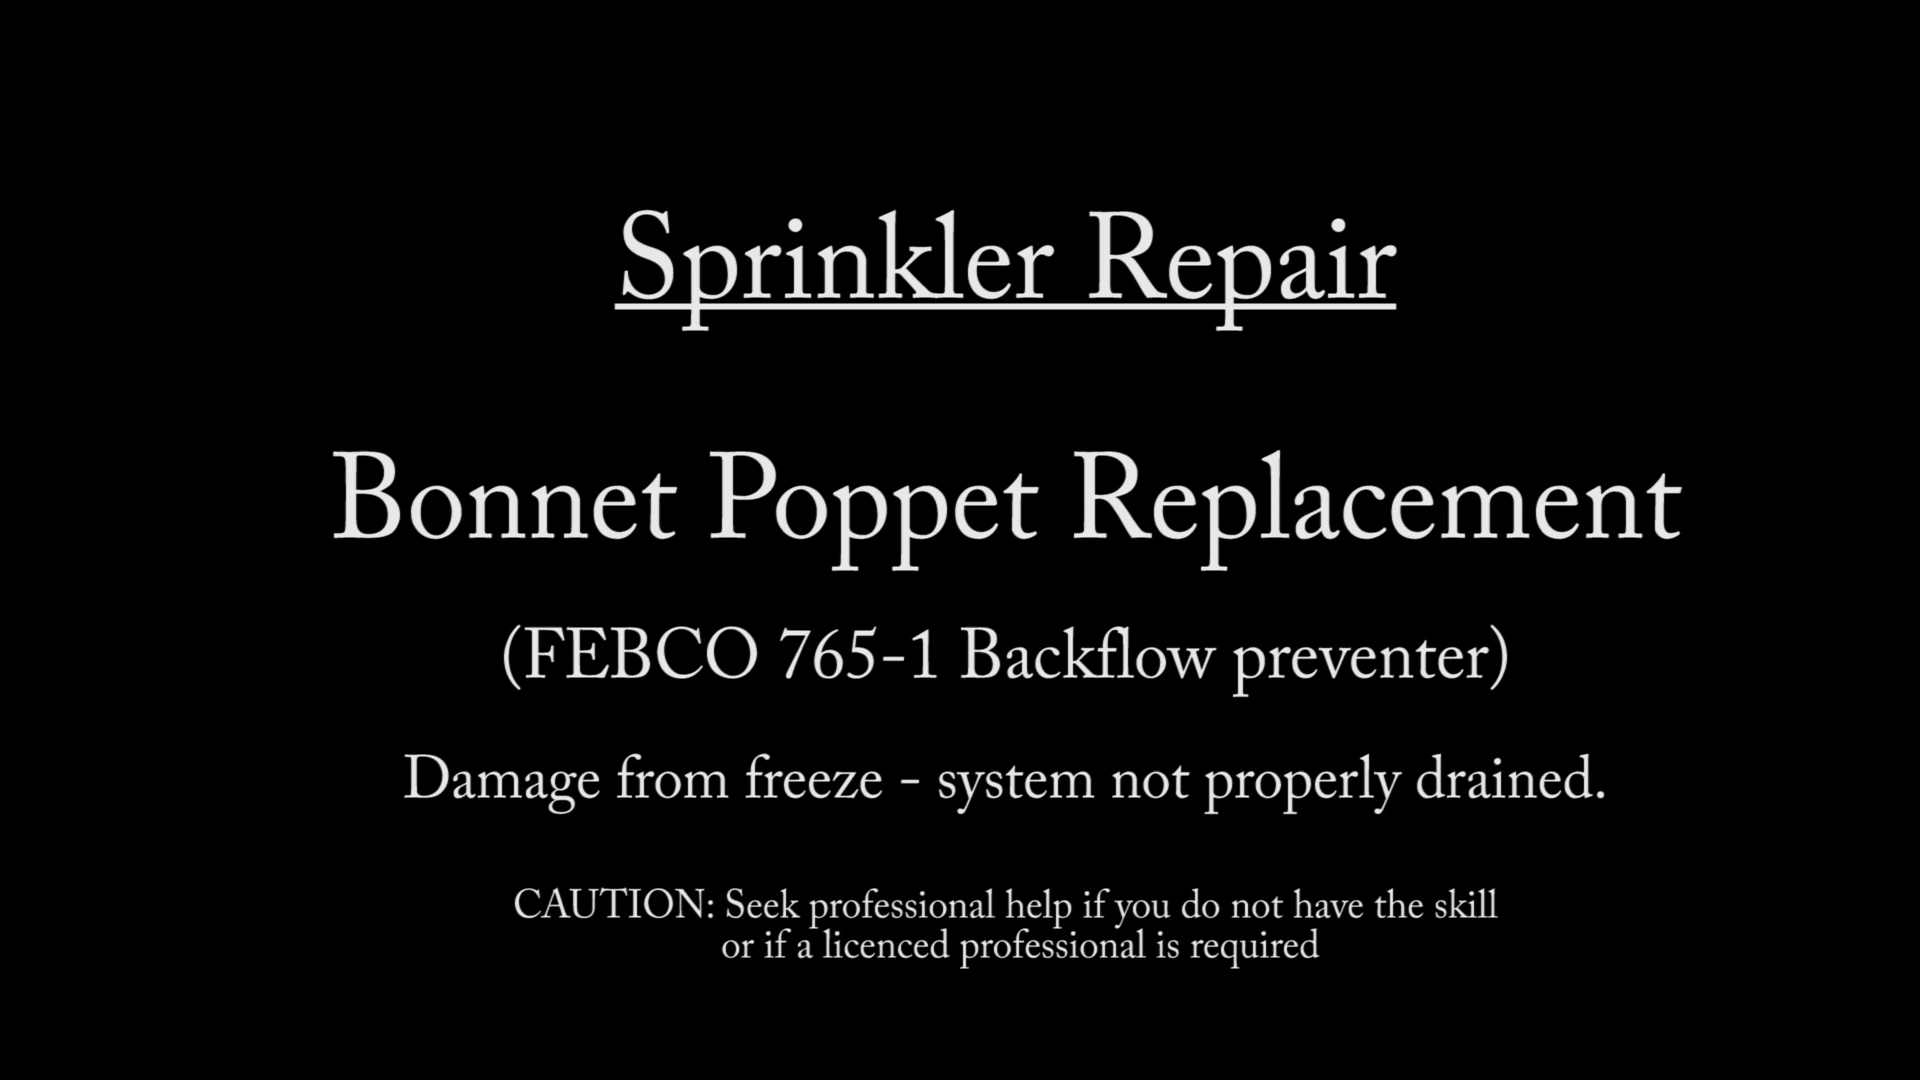 Sprinkler Repair
Bonnet Poppet Replacement
(FEBCO 765-1 Backflow preventer)
Damage from freeze - system not properly drained.
CAUTION: Seek professional help if you do not have the skill
or if a licenced professional is required